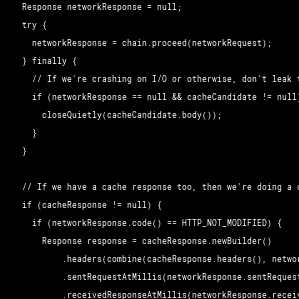 Response networkResponse = null;
try {
networkResponse = chain.proceed(networkRequest);
} finally {
// If we're crashing on I/O or otherwise, don't leak
if (networkResponse == null && cacheCandidate != null)
closeQuietly(cacheCandidate.body());
}
}
// If we have a cache response too, then we're doing a
if (cacheResponse != null) {
if (networkResponse.code() == HTTP_NOT_MODIFIED) {
Response response = cacheResponse.newBuilder()
.headers(combine(cacheResponse.headers(), networ
.sentRequestAtMillis(networkResponse.sentRequest
.receivedResponseAtMillis(networkResponse.receiv